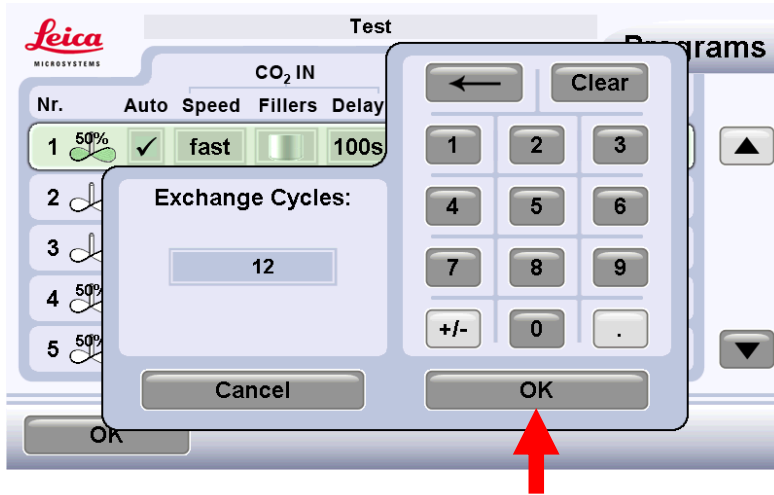 Test
Leica
MICROSYSTEMS
Programs
CO₂ IN
Nr. Auto Speed Fillers Delay
1 50% ✓ fast 100s
2
3
4 50%
5 50%
Exchange Cycles:
12
Cancel
← Clear
1 2 3
4 5 6
7 8 9
+/- 0 .
OK
OK